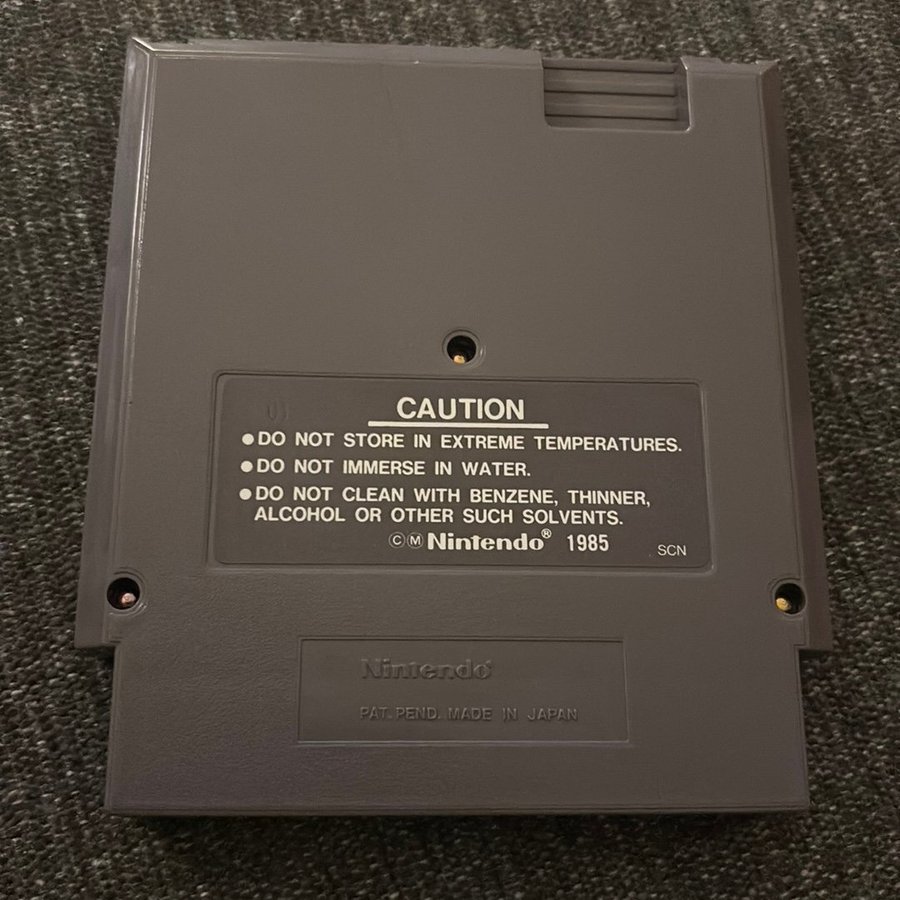 CAUTION
●DO NOT STORE IN EXTREME TEMPERATURES.
●DO NOT IMMERSE IN WATER.
●DO NOT CLEAN WITH BENZENE, THINNER,
ALCOHOL OR OTHER SUCH SOLVENTS.
ⒸⓂNintendo® 1985 SCN
Nintendo
PAT. PEND. MADE IN JAPAN